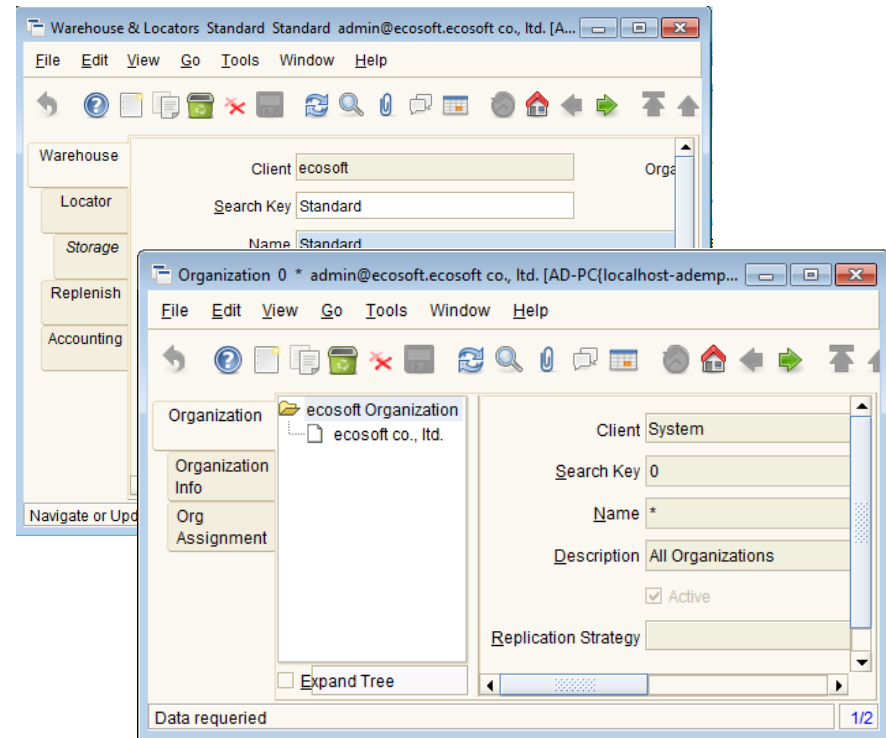 Warehouse & Locators Standard Standard admin@ecosoft.ecosoft co., ltd. [A...
File Edit View Go Tools Window Help
Warehouse
Locator
Storage
Replenish
Accounting
Client ecosoft
Orga
Search Key Standard
Name Standard
Navigate or Upd
Organization 0 * admin@ecosoft.ecosoft co., ltd. [AD-PC{localhost-ademp...
File Edit View Go Tools Window Help
Organization
Organization
Info
Org
Assignment
ecosoft Organization
ecosoft co., ltd.
Expand Tree
Client System
Search Key 0
Name *
Description All Organizations
Active
Replication Strategy
Data requeried
1/2